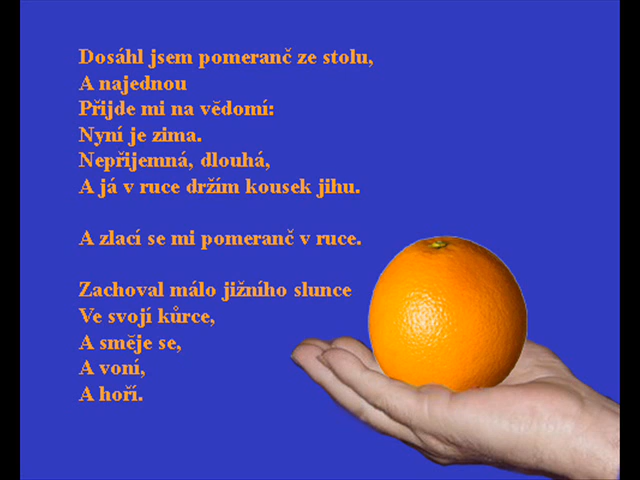 Dosáhl jsem pomeranč ze stolu,
A najednou
Přijde mi na vědomí:
Nyní je zima.
Nepřijemná, dlouhá,
A já v ruce držím kousek jihu.
A zlací se mi pomeranč v ruce.
Zachoval málo jižního slunce
Ve svojí kůrce,
A směje se,
A voní,
A hoří.